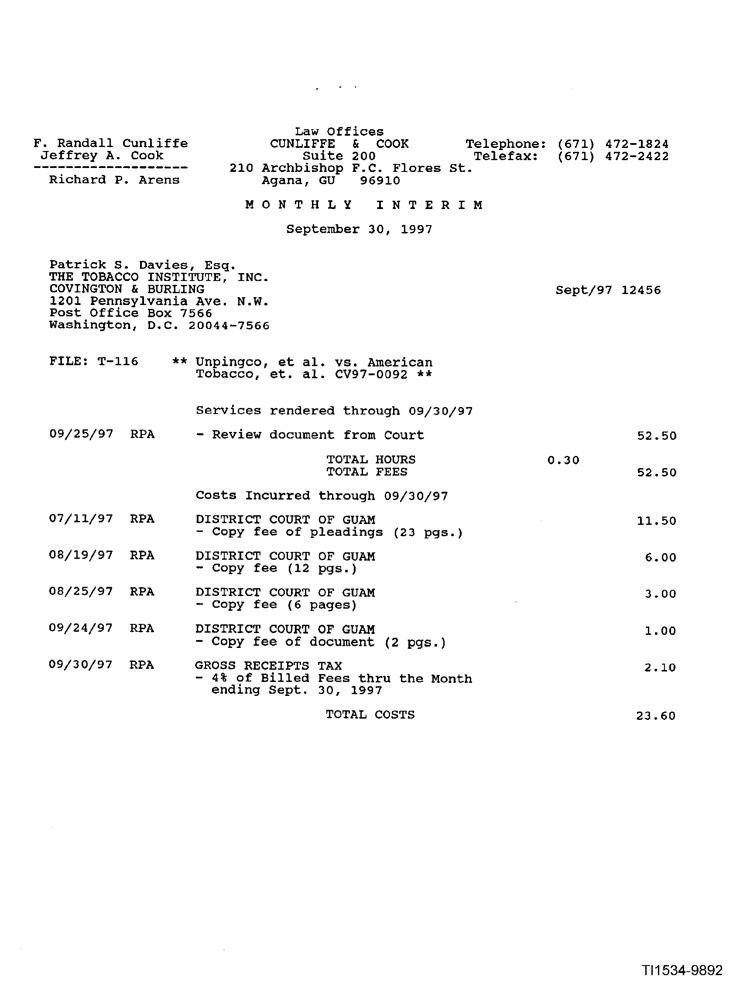 Law Offices
F. Randall Cunliffe CUNLIFFE & COOK Telephone: (671) 472-1824
Jeffrey A. Cook Suite 200 Telefax: (671) 472-2422
------------------- 210 Archbishop F.C. Flores St.
Richard P. Arens Agana, GU 96910
M O N T H L Y I N T E R I M
September 30, 1997
Patrick S. Davies, Esq.
THE TOBACCO INSTITUTE, INC.
COVINGTON & BURLING Sept/97 12456
1201 Pennsylvania Ave. N.W.
Post Office Box 7566
Washington, D.C. 20044-7566
FILE: T-116 ** Unpingco, et al. vs. American
Tobacco, et. al. CV97-0092 **
Services rendered through 09/30/97
09/25/97 RPA - Review document from Court 52.50
TOTAL HOURS 0.30
TOTAL FEES 52.50
Costs Incurred through 09/30/97
07/11/97 RPA DISTRICT COURT OF GUAM 11.50
- Copy fee of pleadings (23 pgs.)
08/19/97 RPA DISTRICT COURT OF GUAM 6.00
- Copy fee (12 pgs.)
08/25/97 RPA DISTRICT COURT OF GUAM 3.00
- Copy fee (6 pages)
09/24/97 RPA DISTRICT COURT OF GUAM 1.00
- Copy fee of document (2 pgs.)
09/30/97 RPA GROSS RECEIPTS TAX 2.10
- 4% of Billed Fees thru the Month
ending Sept. 30, 1997
TOTAL COSTS 23.60
TI1534-9892